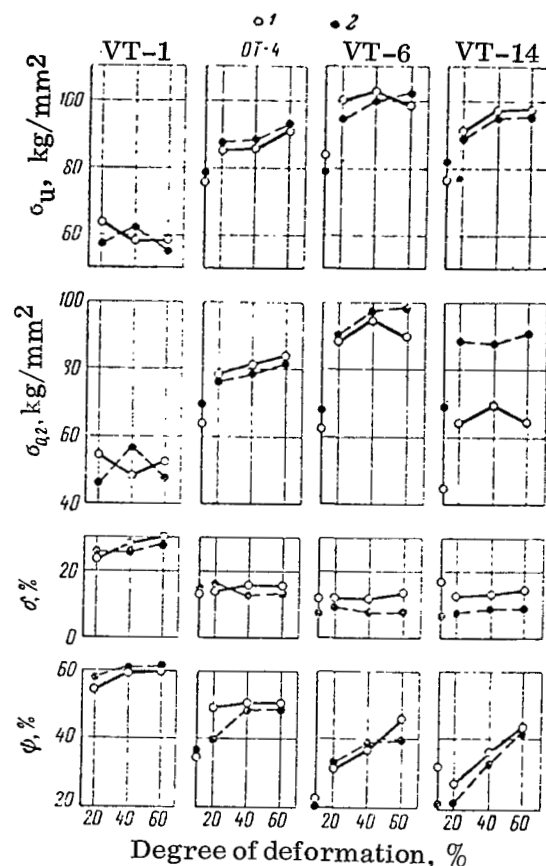 ○ 1 ● 2
VT-1 OT-4 VT-6 VT-14
σu, kg/mm2
100
80
60
σ0,2, kg/mm2
100
80
60
40
σ, %
20
0
ψ, %
60
40
20
20 40 60 20 40 60 20 40 60 20 40 60
Degree of deformation, %